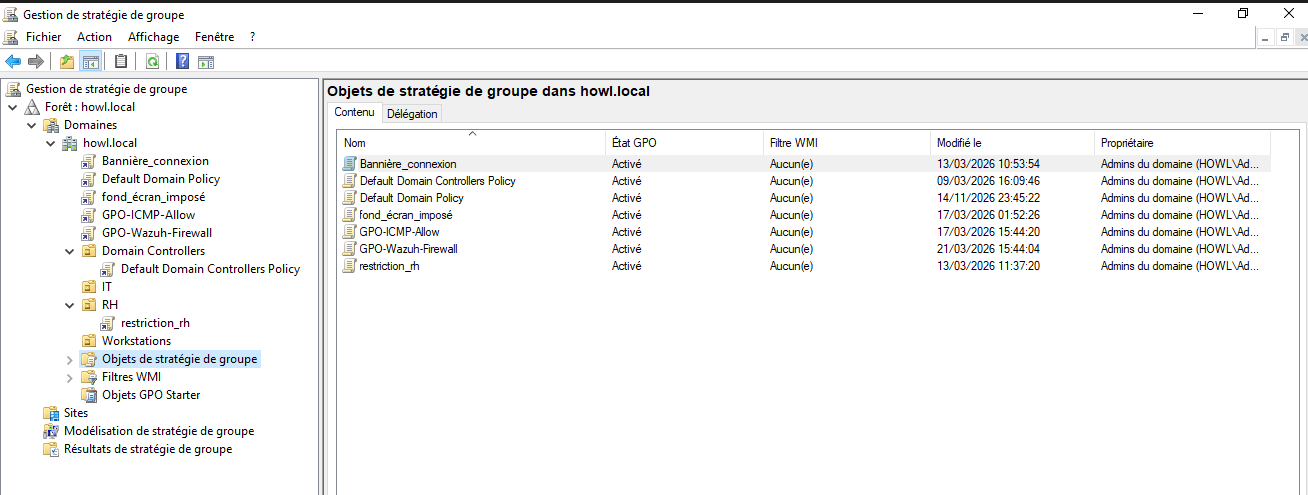 Gestion de stratégie de groupe
Fichier Action Affichage Fenêtre ?
Gestion de stratégie de groupe
Forêt : howl.local
Domaines
howl.local
Bannière_connexion
Default Domain Policy
fond_écran_imposé
GPO-ICMP-Allow
GPO-Wazuh-Firewall
Domain Controllers
Default Domain Controllers Policy
IT
RH
restriction_rh
Workstations
Objets de stratégie de groupe
Filtres WMI
Objets GPO Starter
Sites
Modélisation de stratégie de groupe
Résultats de stratégie de groupe
Objets de stratégie de groupe dans howl.local
Contenu Délégation
Nom État GPO Filtre WMI Modifié le Propriétaire
Bannière_connexion Activé Aucun(e) 13/03/2026 10:53:54 Admins du domaine (HOWL\Ad...
Default Domain Controllers Policy Activé Aucun(e) 09/03/2026 16:09:46 Admins du domaine (HOWL\Ad...
Default Domain Policy Activé Aucun(e) 14/11/2026 23:45:22 Admins du domaine (HOWL\Ad...
fond_écran_imposé Activé Aucun(e) 17/03/2026 01:52:26 Admins du domaine (HOWL\Ad...
GPO-ICMP-Allow Activé Aucun(e) 17/03/2026 15:44:20 Admins du domaine (HOWL\Ad...
GPO-Wazuh-Firewall Activé Aucun(e) 21/03/2026 15:44:04 Admins du domaine (HOWL\Ad...
restriction_rh Activé Aucun(e) 13/03/2026 11:37:20 Admins du domaine (HOWL\Ad...